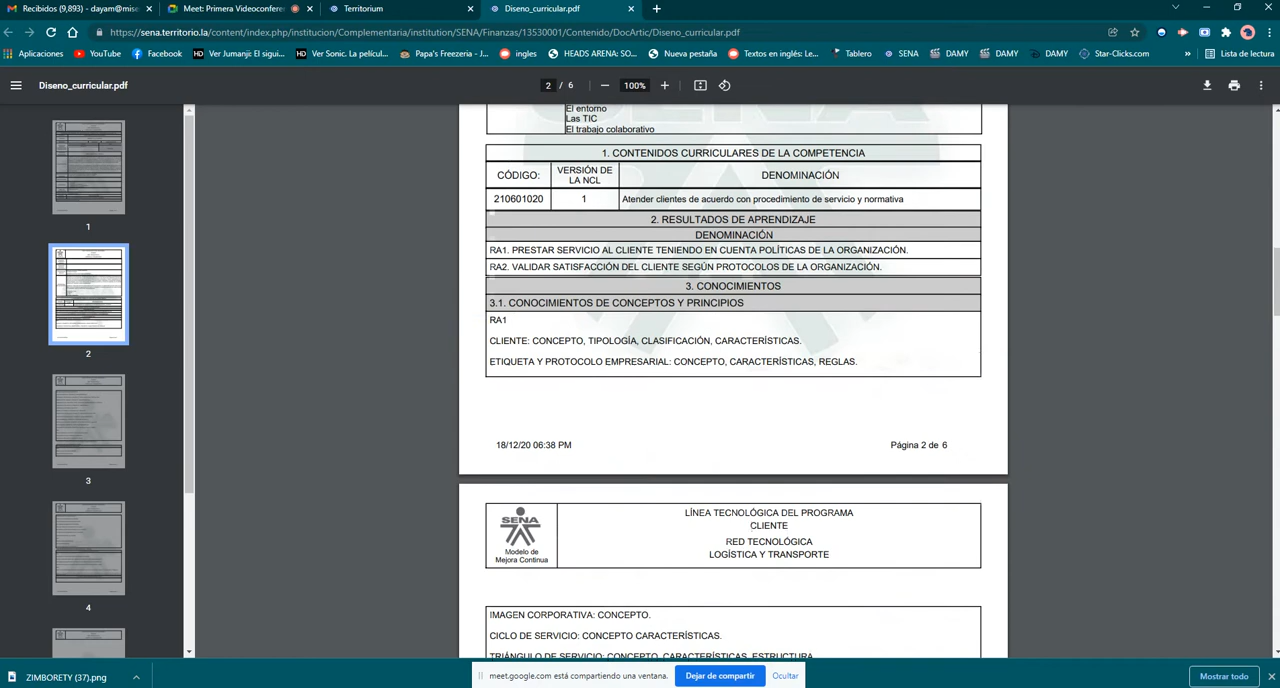 Recibidos (9,893) - dayam@mise
Meet: Primera Videoconfere
Territorium
Diseno_curricular.pdf
https://sena.territorio.la/content/index.php/institucion/Complementaria/institution/SENA/Finanzas/13530001/Contenido/DocArtic/Diseno_curricular.pdf
Aplicaciones
YouTube
Facebook
HD Ver Jumanji: El sigui...
HD Ver Sonic. La pelícu...
Papa's Freezeria - J...
ingles
HEADS ARENA: SO...
Nueva pestaña
Textos en inglés: Le...
Tablero
SENA
DAMY
DAMY
DAMY
Star-Clicks.com
»
Lista de lectura
Diseno_curricular.pdf
2 / 6
100%
1
2
3
4
El entorno
Las TIC
El trabajo colaborativo
1. CONTENIDOS CURRICULARES DE LA COMPETENCIA
CÓDIGO:
VERSIÓN DE
LA NCL
DENOMINACIÓN
210601020
1
Atender clientes de acuerdo con procedimiento de servicio y normativa
2. RESULTADOS DE APRENDIZAJE
DENOMINACIÓN
RA1. PRESTAR SERVICIO AL CLIENTE TENIENDO EN CUENTA POLÍTICAS DE LA ORGANIZACIÓN.
RA2. VALIDAR SATISFACCIÓN DEL CLIENTE SEGÚN PROTOCOLOS DE LA ORGANIZACIÓN.
3. CONOCIMIENTOS
3.1. CONOCIMIENTOS DE CONCEPTOS Y PRINCIPIOS
RA1
CLIENTE: CONCEPTO, TIPOLOGÍA, CLASIFICACIÓN, CARACTERÍSTICAS.
ETIQUETA Y PROTOCOLO EMPRESARIAL: CONCEPTO, CARACTERÍSTICAS, REGLAS.
18/12/20 06:38 PM
Página 2 de 6
SENA
Modelo de
Mejora Continua
LÍNEA TECNOLÓGICA DEL PROGRAMA
CLIENTE
RED TECNOLÓGICA
LOGÍSTICA Y TRANSPORTE
IMAGEN CORPORATIVA: CONCEPTO.
CICLO DE SERVICIO: CONCEPTO CARACTERÍSTICAS.
TRIÁNGULO DE SERVICIO: CONCEPTO, CARACTERÍSTICAS, ESTRUCTURA
ZIMBORETY (37).png
meet.google.com está compartiendo una ventana.
Dejar de compartir
Ocultar
Mostrar todo